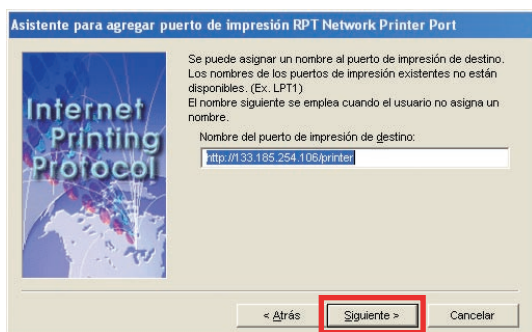 Asistente para agregar puerto de impresión RPT Network Printer Port
Internet
Printing
Protocol
Se puede asignar un nombre al puerto de impresión de destino.
Los nombres de los puertos de impresión existentes no están
disponibles. (Ex. LPT1)
El nombre siguiente se emplea cuando el usuario no asigna un
nombre.
Nombre del puerto de impresión de destino:
http://133.185.254.106/printer
< Atrás
Siguiente >
Cancelar